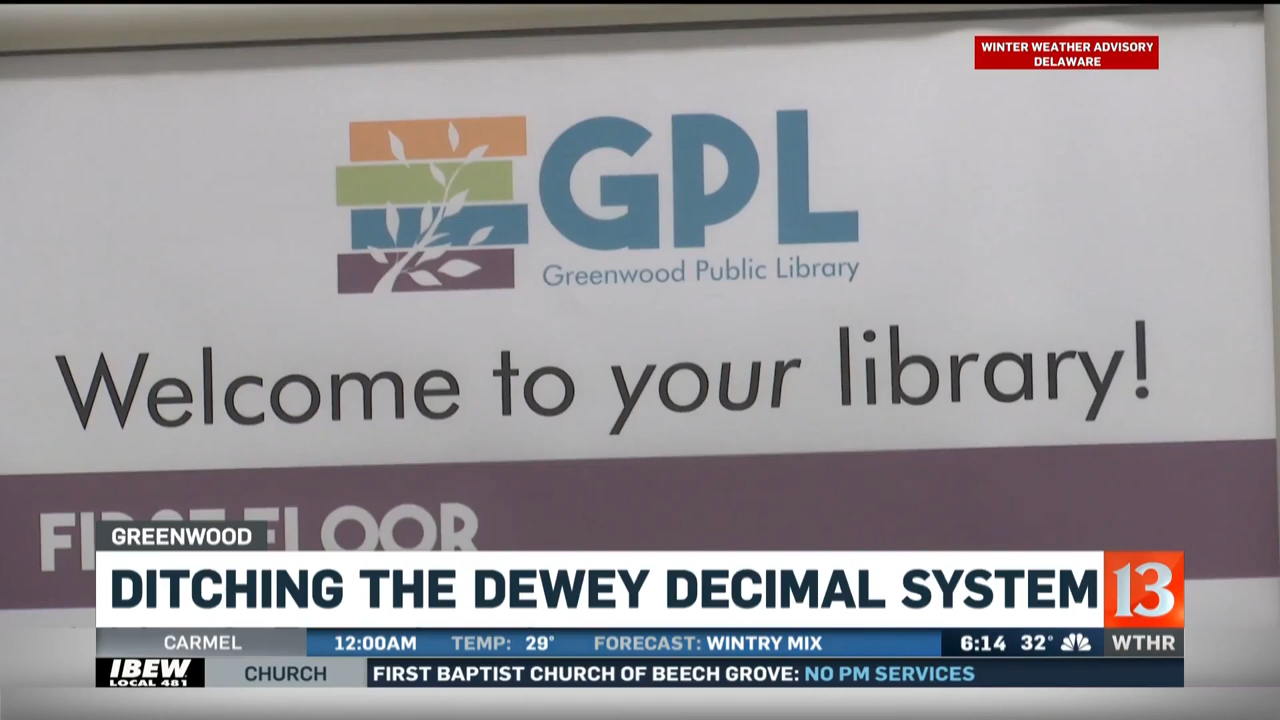 WINTER WEATHER ADVISORY
DELAWARE
GPL
Greenwood Public Library
Welcome to your library!
FIRST FLOOR
GREENWOOD
DITCHING THE DEWEY DECIMAL SYSTEM
13
CARMEL 12:00AM TEMP: 29° FORECAST: WINTRY MIX 6:14 32° WTHR
IBEW
LOCAL 481
CHURCH FIRST BAPTIST CHURCH OF BEECH GROVE: NO PM SERVICES